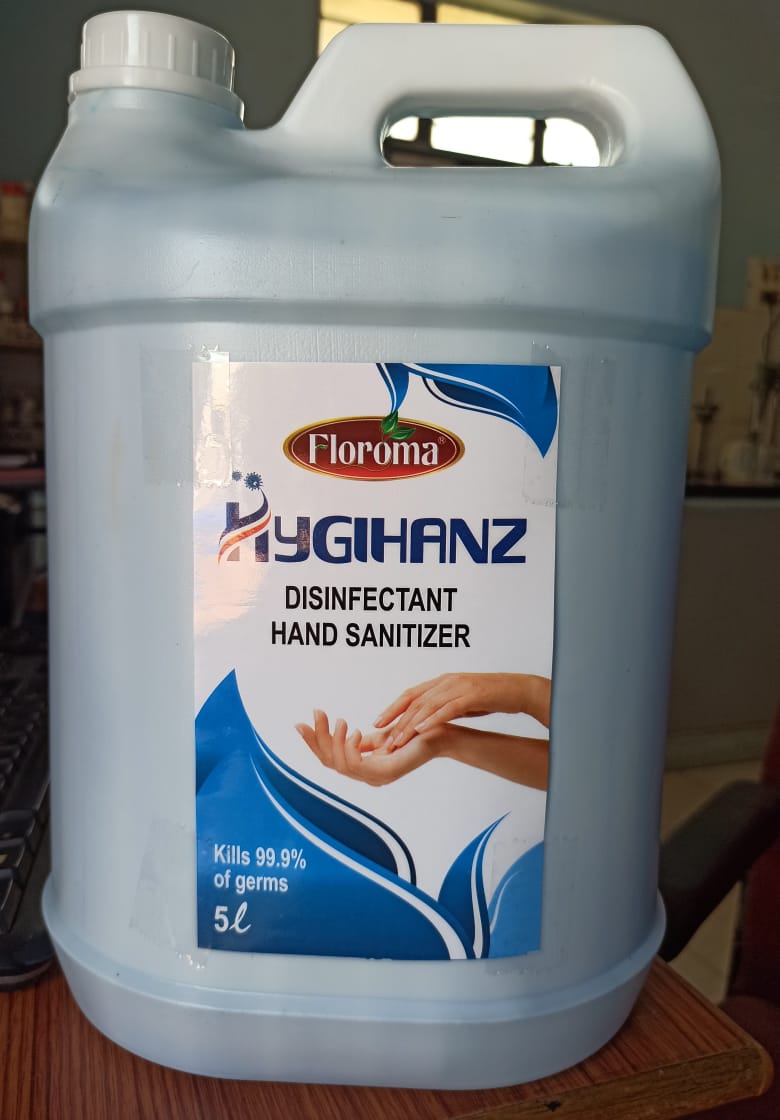 Floroma®
HYGIHANZ
DISINFECTANT
HAND SANITIZER
Kills 99.9%
of germs
5ℓ